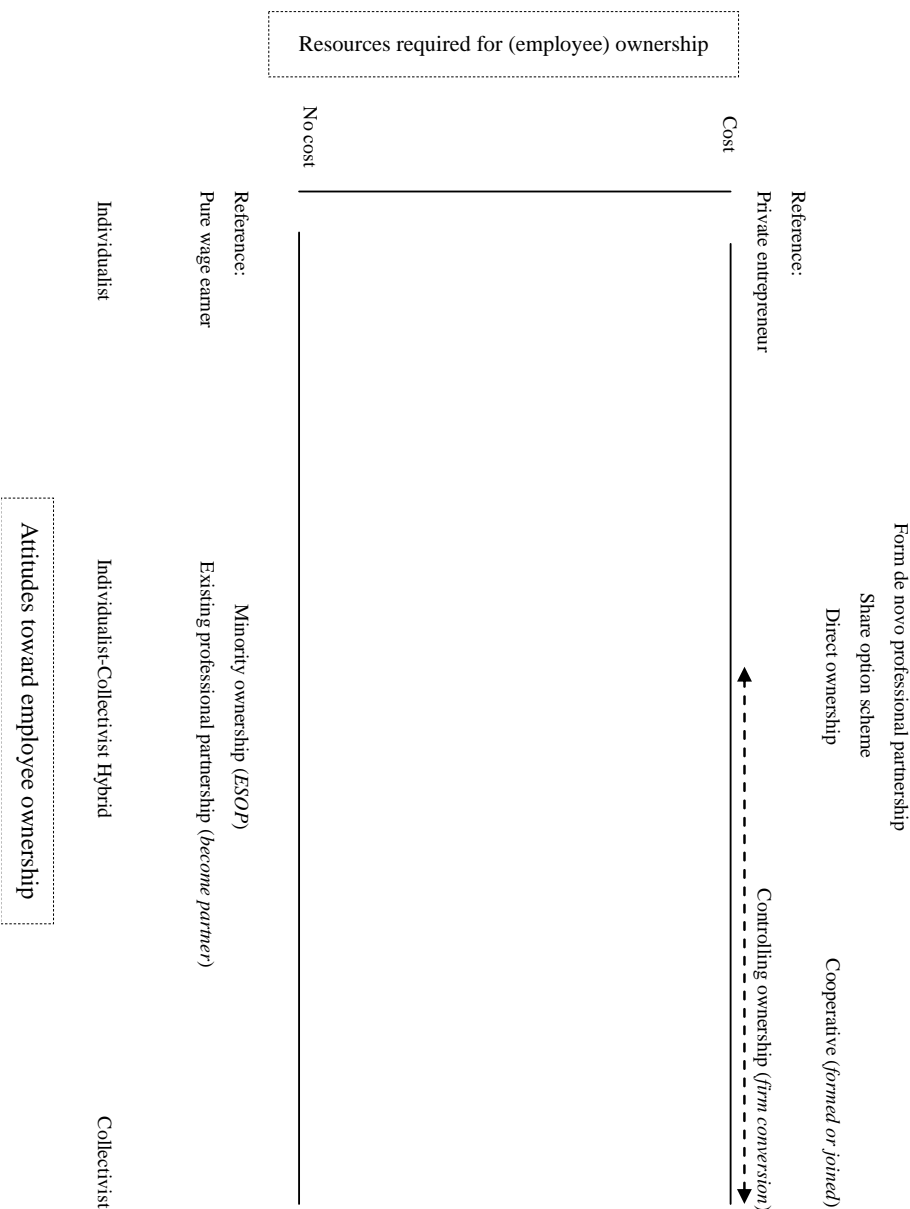 Resources required for (employee) ownership
Form de novo professional partnership
Share option scheme
Direct ownership
Cooperative (formed or joined)
Reference:
Private entrepreneur
Controlling ownership (firm conversion)
Cost
No cost
Reference:
Pure wage earner
Minority ownership (ESOP)
Existing professional partnership (become partner)
Individualist
Individualist-Collectivist Hybrid
Collectivist
Attitudes toward employee ownership